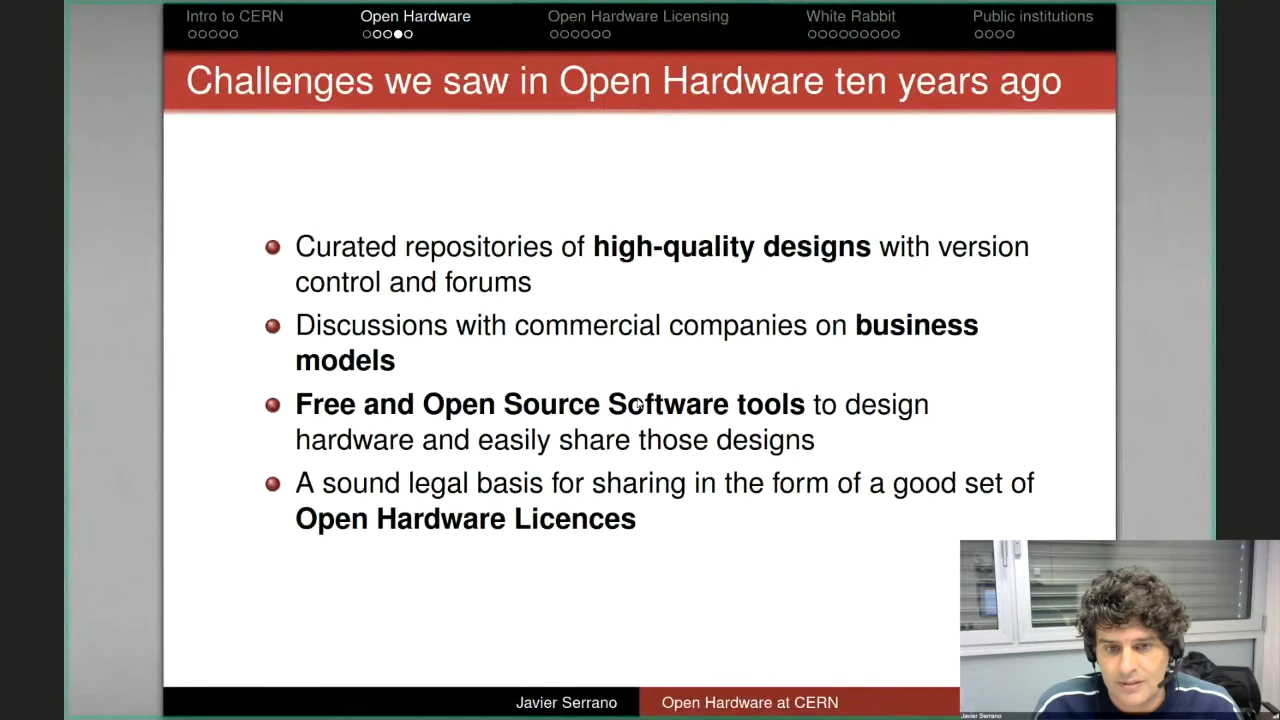 Intro to CERN Open Hardware Open Hardware Licensing White Rabbit Public institutions
Challenges we saw in Open Hardware ten years ago
Curated repositories of high-quality designs with version
control and forums
Discussions with commercial companies on business
models
Free and Open Source Software tools to design
hardware and easily share those designs
A sound legal basis for sharing in the form of a good set of
Open Hardware Licences
Javier Serrano Open Hardware at CERN
Javier Serrano